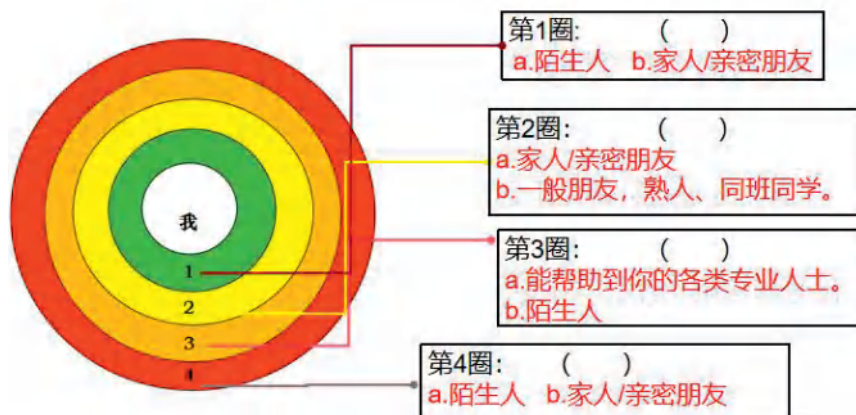 我
1
2
3
4
第1圈: （ ）
a.陌生人 b.家人/亲密朋友
第2圈： （ ）
a.家人/亲密朋友
b.一般朋友，熟人、同班同学。
第3圈： （ ）
a.能帮助到你的各类专业人士。
b.陌生人
第4圈： （ ）
a.陌生人 b.家人/亲密朋友